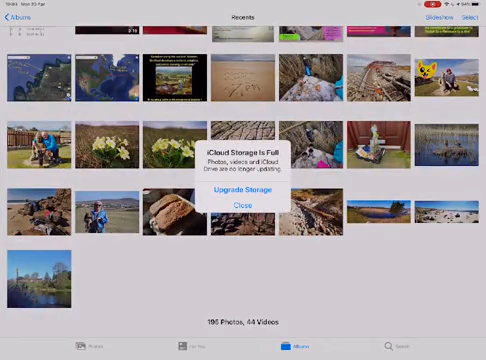 Albums
Recents
Slideshow
Select
iCloud Storage Is Full
Photos, videos and iCloud
Drive are no longer updating.
Upgrade Storage
Close
195 Photos, 44 Videos
Photos
For You
Albums
Search